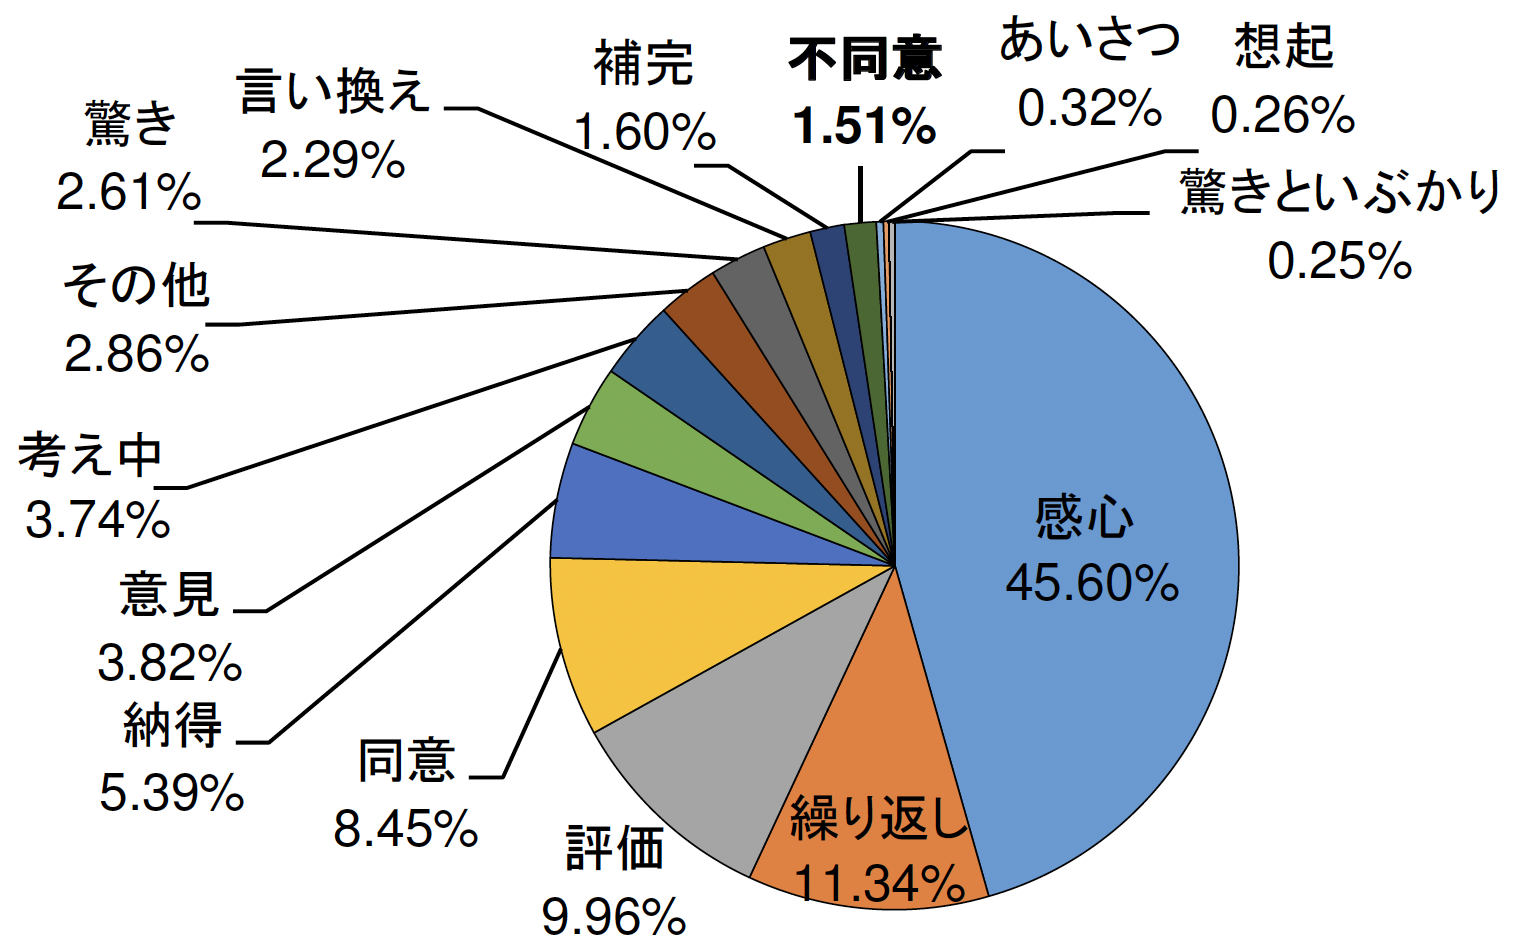 感心
45.60%
繰り返し
11.34%
評価
9.96%
同意
8.45%
納得
5.39%
意見
3.82%
考え中
3.74%
その他
2.86%
驚き
2.61%
言い換え
2.29%
補完
1.60%
不同意
1.51%
あいさつ
0.32%
想起
0.26%
驚きといぶかり
0.25%